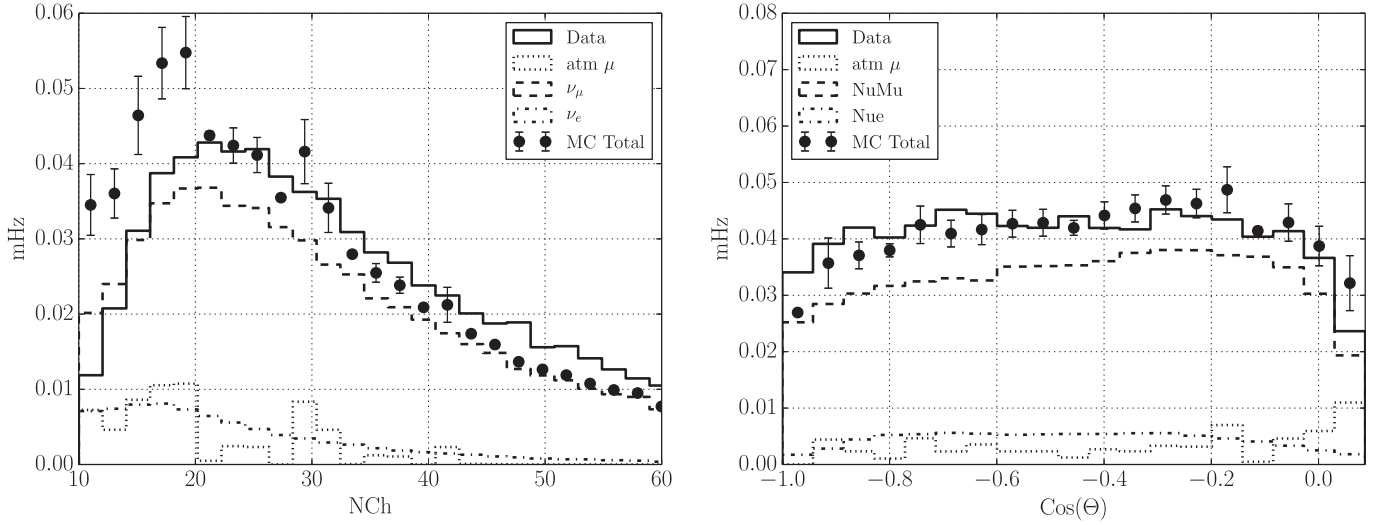 0.06
0.05
0.04
0.03
0.02
0.01
0.00
mHz
10 20 30 40 50 60
NCh
Data
atm μ
ν_μ
ν_e
MC Total
0.08
0.07
0.06
0.05
0.04
0.03
0.02
0.01
0.00
mHz
−1.0 −0.8 −0.6 −0.4 −0.2 0.0
Cos(Θ)
Data
atm μ
NuMu
Nue
MC Total